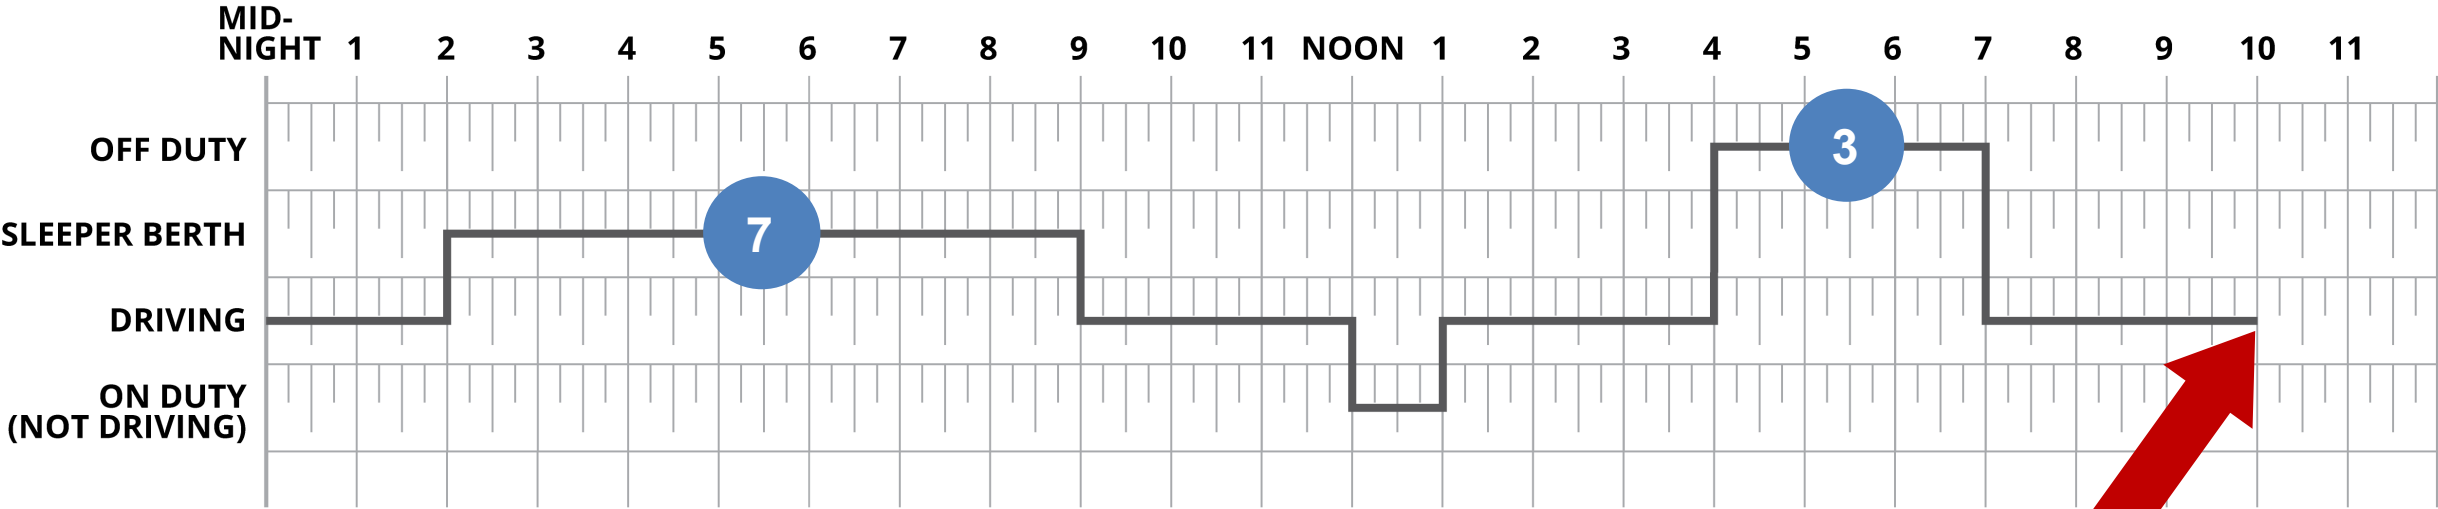 MID-
NIGHT 1 2 3 4 5 6 7 8 9 10 11 NOON 1 2 3 4 5 6 7 8 9 10 11
OFF DUTY
3
SLEEPER BERTH
7
DRIVING
ON DUTY
(NOT DRIVING)